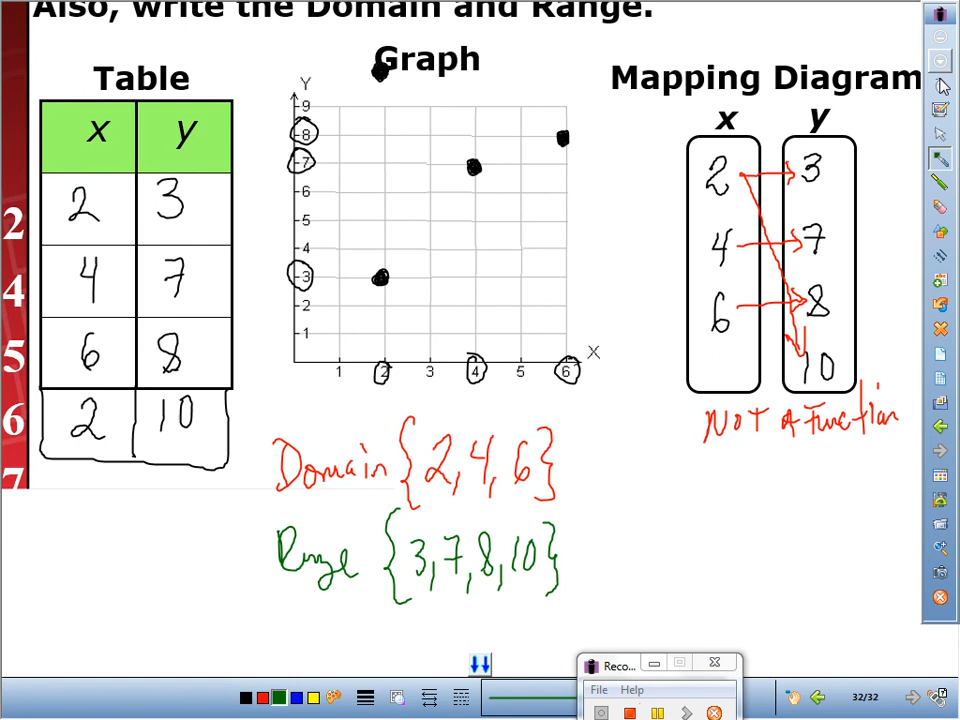 Also, write the Domain and Range.
Graph
Table
Mapping Diagram
x y
2 3
4 7
6 8
2 10
2
4
5
6
7
Y
9
8
7
6
5
4
3
2
1
1 2 3 4 5 6
X
x y
2 3
4 7
6 8
10
Not a Function
Domain {2, 4, 6}
Range {3, 7, 8, 10}
Reco...
File Help
32/32